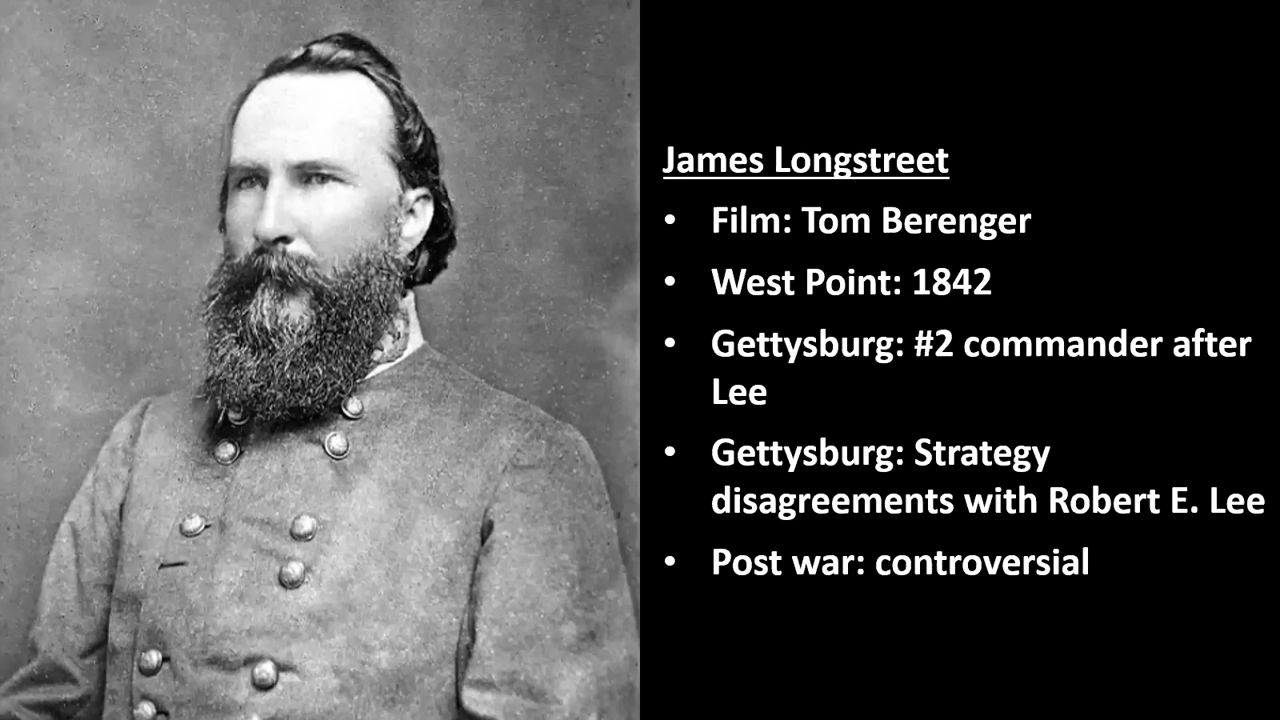 James Longstreet
• Film: Tom Berenger
• West Point: 1842
• Gettysburg: #2 commander after
Lee
• Gettysburg: Strategy
disagreements with Robert E. Lee
• Post war: controversial